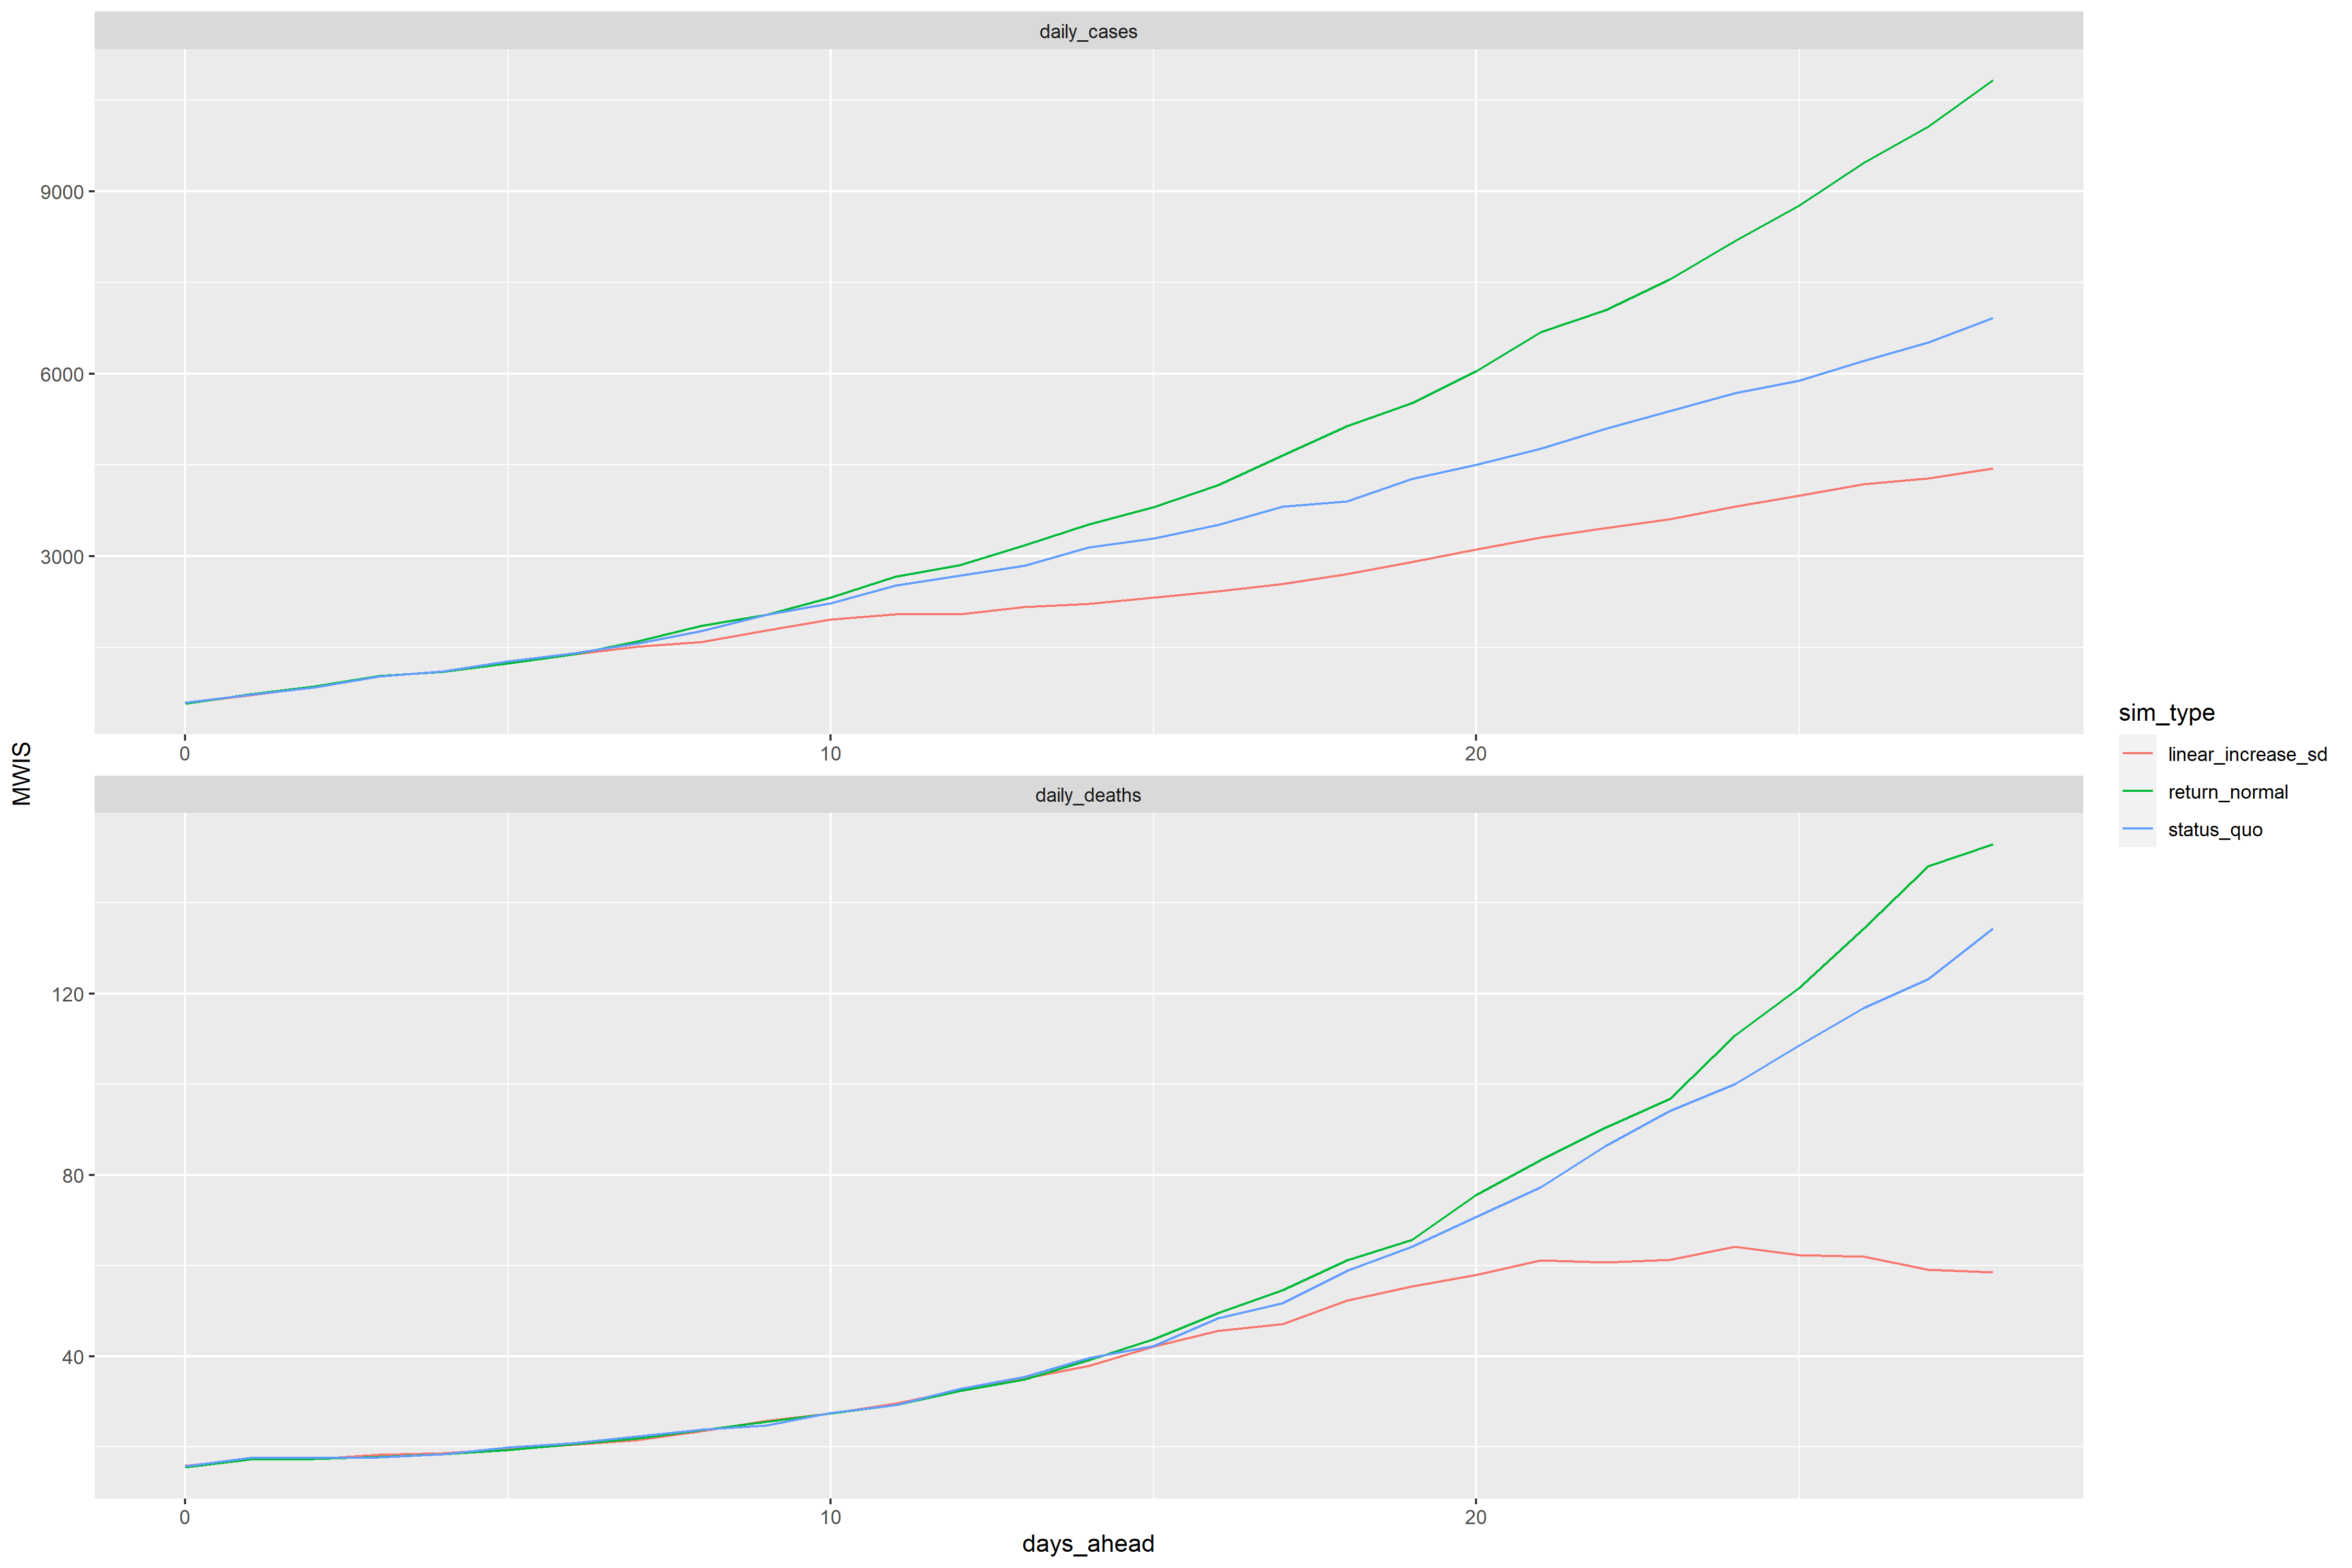 daily_cases
9000
6000
3000
0
10
20
MWIS
daily_deaths
120
80
40
0
10
20
days_ahead
sim_type
linear_increase_sd
return_normal
status_quo